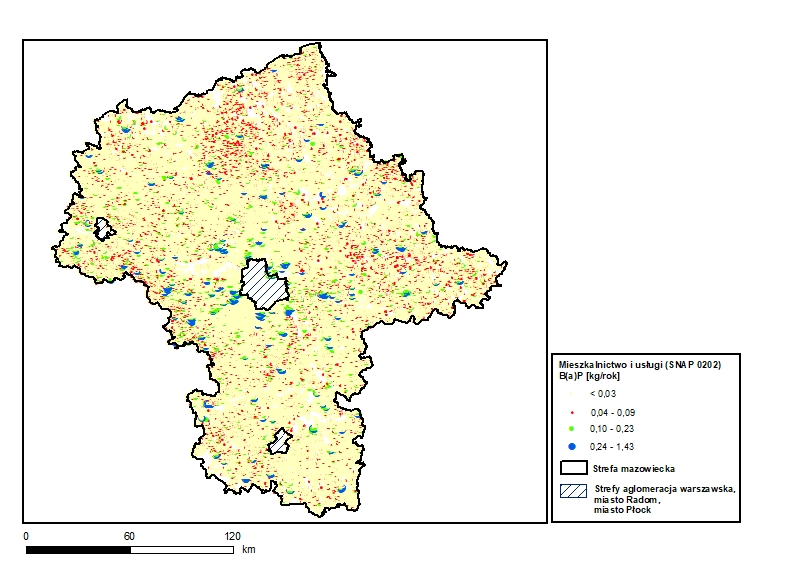 Mieszkalnictwo i usługi (SNAP 0202)
B(a)P [kg/rok]
< 0,03
0,04 - 0,09
0,10 - 0,23
0,24 - 1,43
Strefa mazowiecka
Strefy aglomeracja warszawska,
miasto Radom,
miasto Płock
0 60 120
km